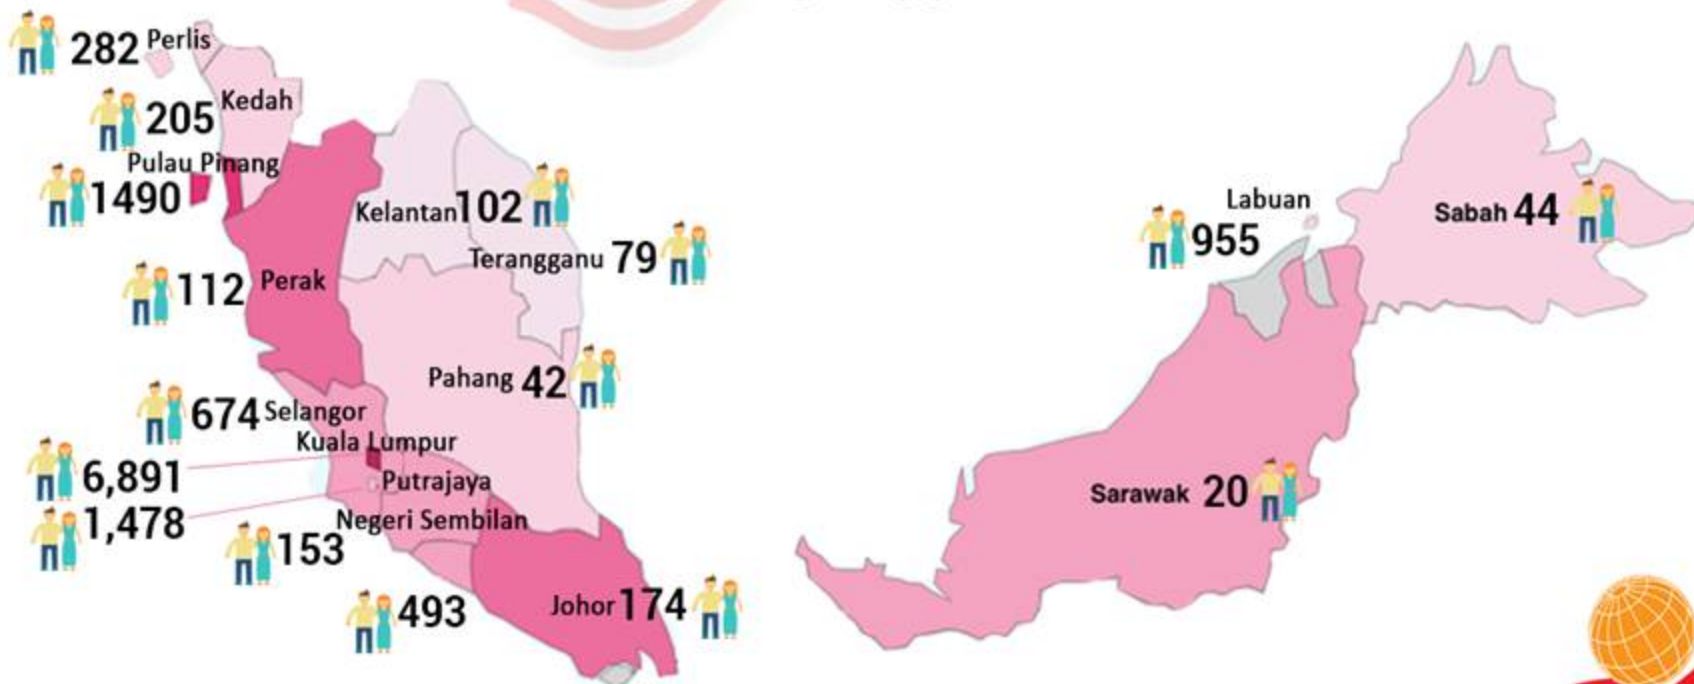 282 Perlis
205 Kedah
Pulau Pinang
1490
Kelantan 102
Terangganu 79
112 Perak
Pahang 42
674 Selangor
Kuala Lumpur
6,891
Putrajaya
1,478
Negeri Sembilan
153
493
Johor 174
Labuan
955
Sabah 44
Sarawak 20